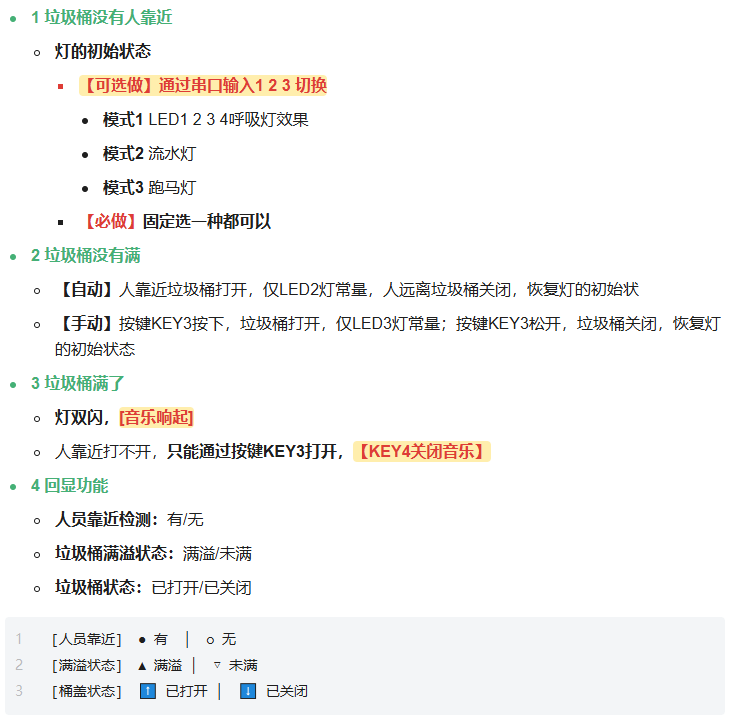 1 垃圾桶没有人靠近
灯的初始状态
【可选做】通过串口输入1 2 3 切换
模式1 LED1 2 3 4呼吸灯效果
模式2 流水灯
模式3 跑马灯
【必做】固定选一种都可以
2 垃圾桶没有满
【自动】人靠近垃圾桶打开，仅LED2灯常量，人远离垃圾桶关闭，恢复灯的初始状
【手动】按键KEY3按下，垃圾桶打开，仅LED3灯常量；按键KEY3松开，垃圾桶关闭，恢复灯
的初始状态
3 垃圾桶满了
灯双闪，[音乐响起]
人靠近打不开，只能通过按键KEY3打开，【KEY4关闭音乐】
4 回显功能
人员靠近检测：有/无
垃圾桶满溢状态：满溢/未满
垃圾桶状态：已打开/已关闭
1 [人员靠近] ● 有 │ ○ 无
2 [满溢状态] ▲ 满溢 │ ▽ 未满
3 [桶盖状态] ⬆️ 已打开 │ ⬇️ 已关闭